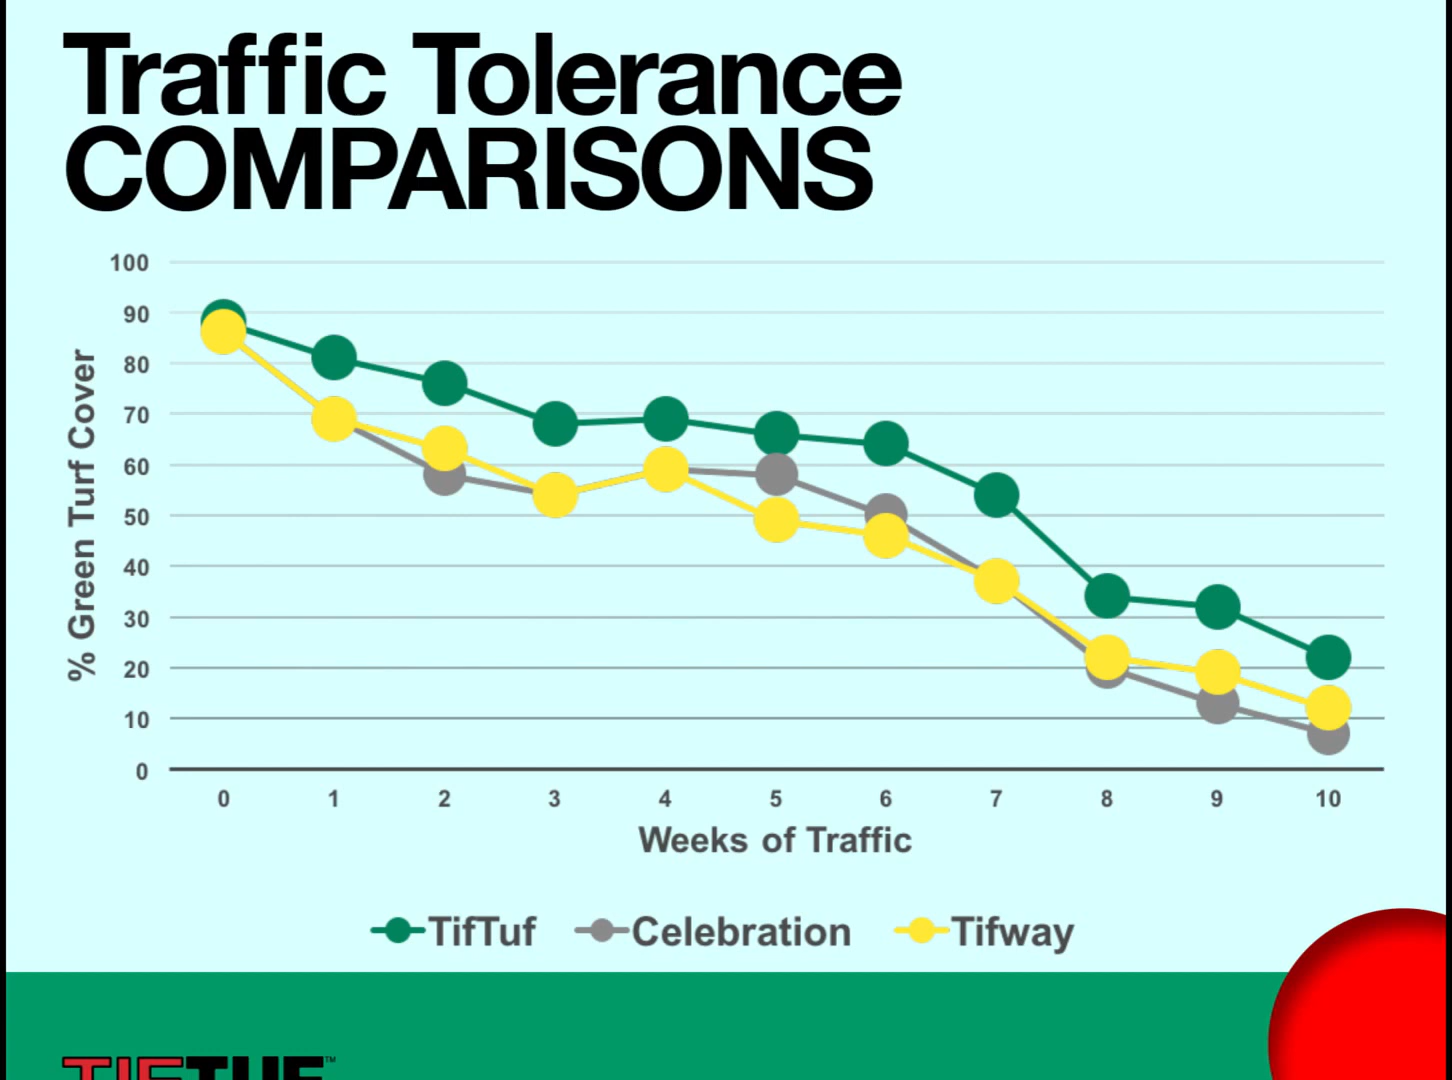 Traffic Tolerance
COMPARISONS
100
90
80
70
60
50
40
30
20
10
0
% Green Turf Cover
0 1 2 3 4 5 6 7 8 9 10
Weeks of Traffic
TifTuf Celebration Tifway
TIFTUF™